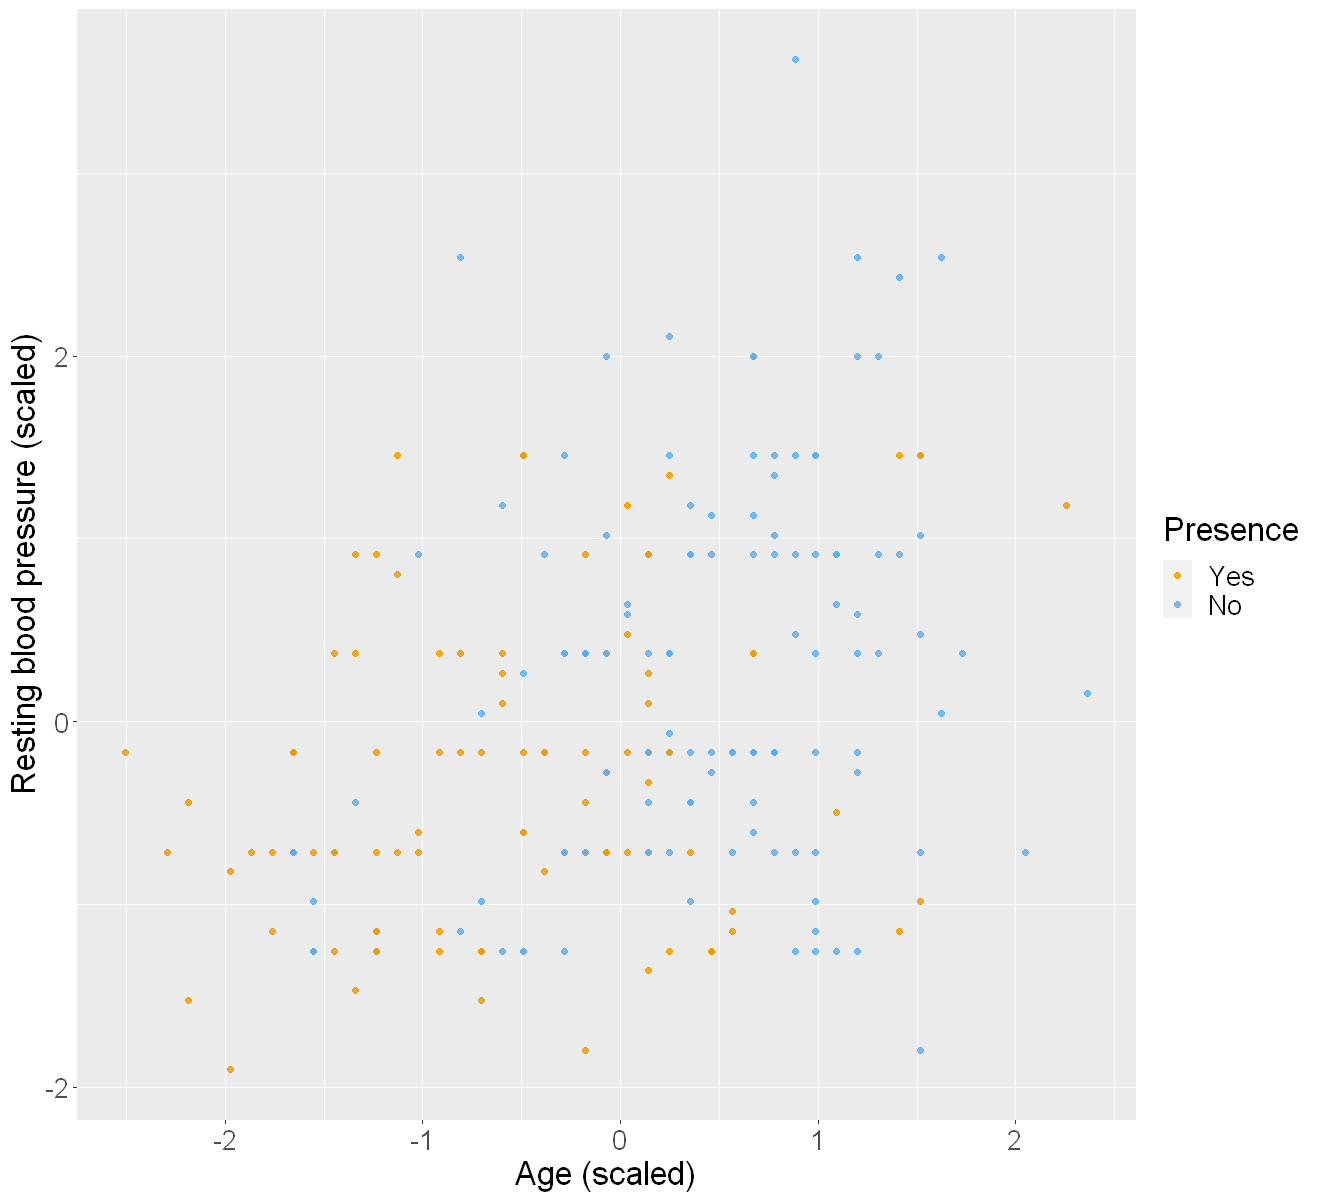 Resting blood pressure (scaled)
2
0
-2
-2
-1
0
1
2
Age (scaled)
Presence
Yes
No